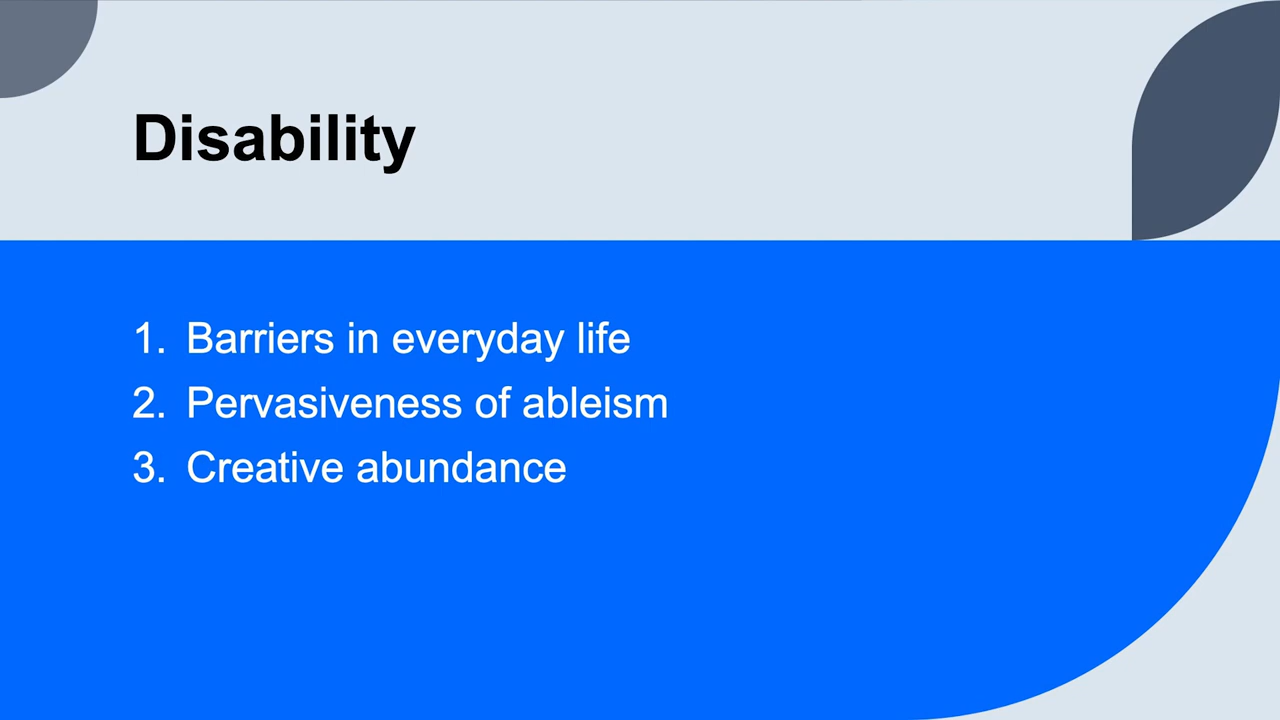 Disability
1. Barriers in everyday life
2. Pervasiveness of ableism
3. Creative abundance